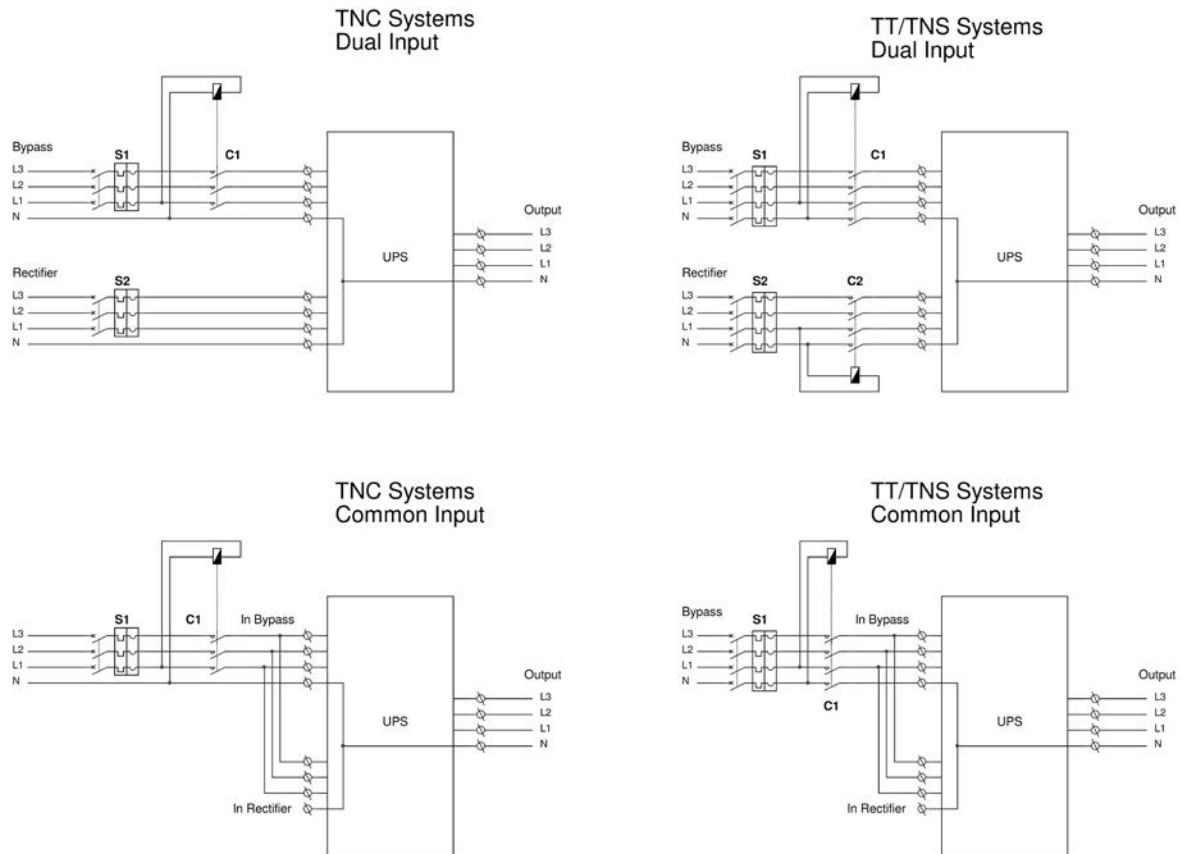 TNC Systems
Dual Input
Bypass
S1
C1
L3
L2
L1
N
Rectifier
S2
L3
L2
L1
N
UPS
Output
L3
L2
L1
N
TT/TNS Systems
Dual Input
Bypass
S1
C1
L3
L2
L1
N
Rectifier
S2
C2
L3
L2
L1
N
UPS
Output
L3
L2
L1
N
TNC Systems
Common Input
S1
C1
In Bypass
L3
L2
L1
N
UPS
Output
L3
L2
L1
N
In Rectifier
TT/TNS Systems
Common Input
Bypass
S1
In Bypass
L3
L2
L1
N
C1
UPS
Output
L3
L2
L1
N
In Rectifier